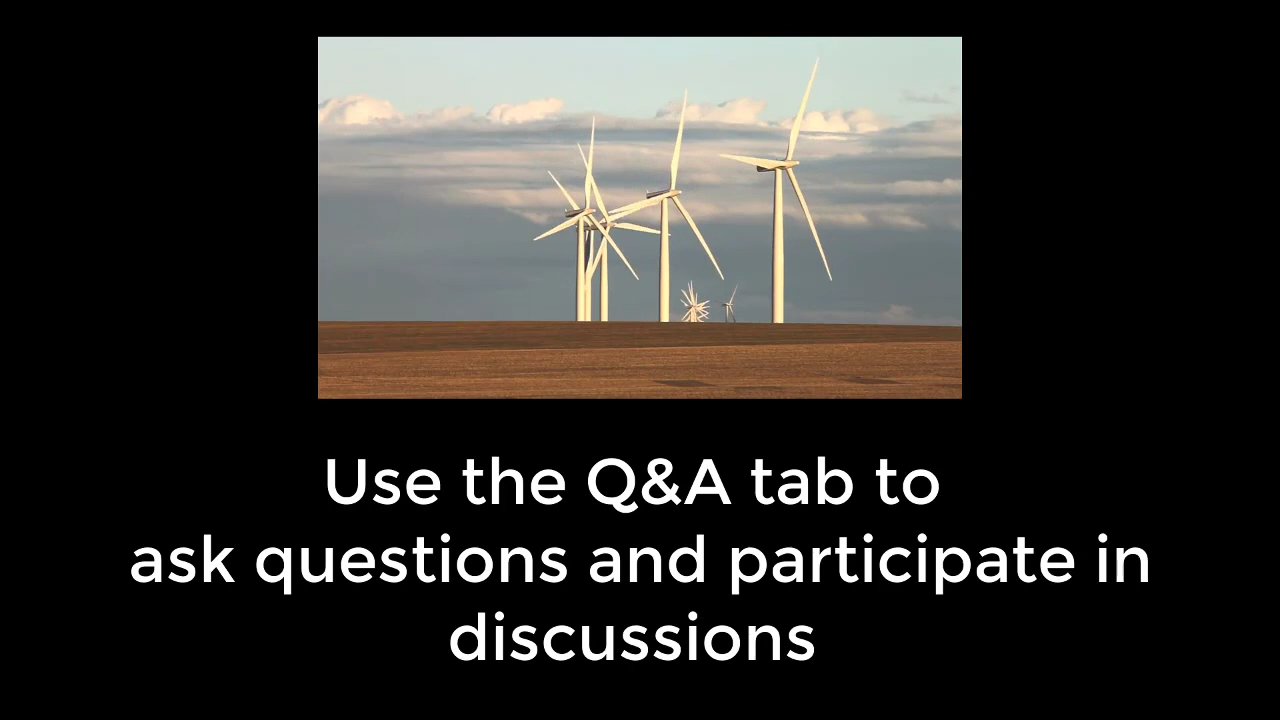 Use the Q&A tab to
ask questions and participate in
discussions